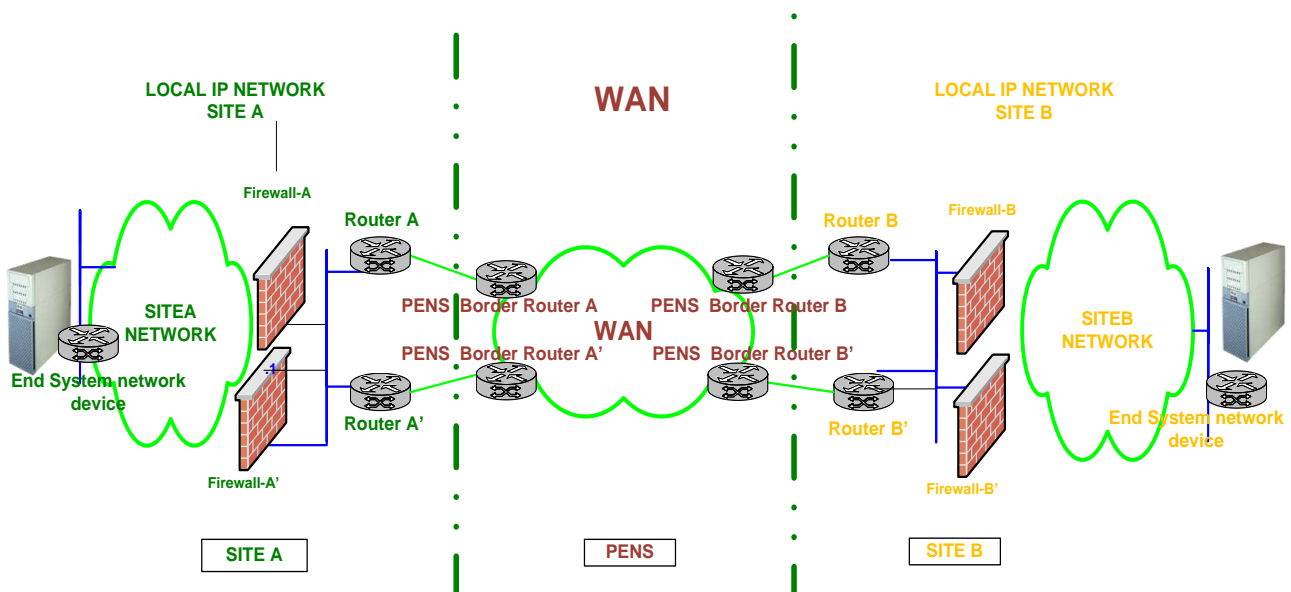 LOCAL IP NETWORK
SITE A
WAN
LOCAL IP NETWORK
SITE B
Firewall-A
Router A
Router B
Firewall-B
SITEA
NETWORK
PENS Border Router A
PENS Border Router B
WAN
SITEB
NETWORK
PENS Border Router A’
PENS Border Router B’
.1
End System network
device
Router A’
Router B’
End System network
device
Firewall-A’
Firewall-B’
SITE A
PENS
SITE B